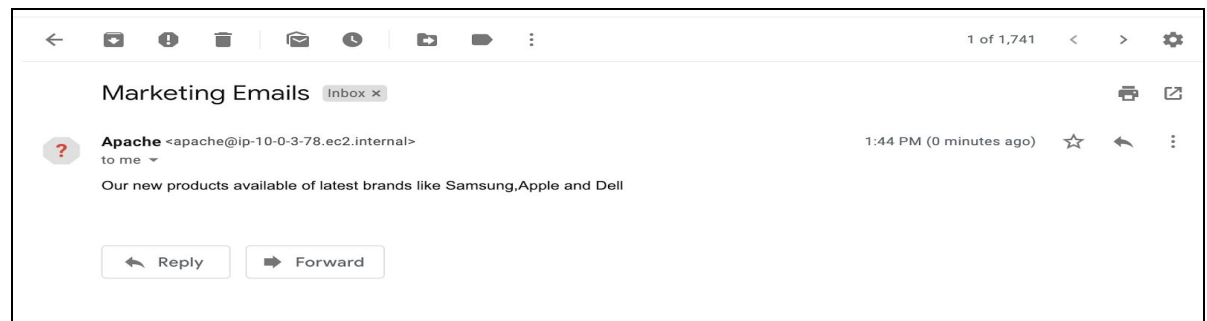 1 of 1,741
Marketing Emails Inbox x
?
Apache <apache@ip-10-0-3-78.ec2.internal> 1:44 PM (0 minutes ago)
to me
Our new products available of latest brands like Samsung,Apple and Dell
Reply Forward